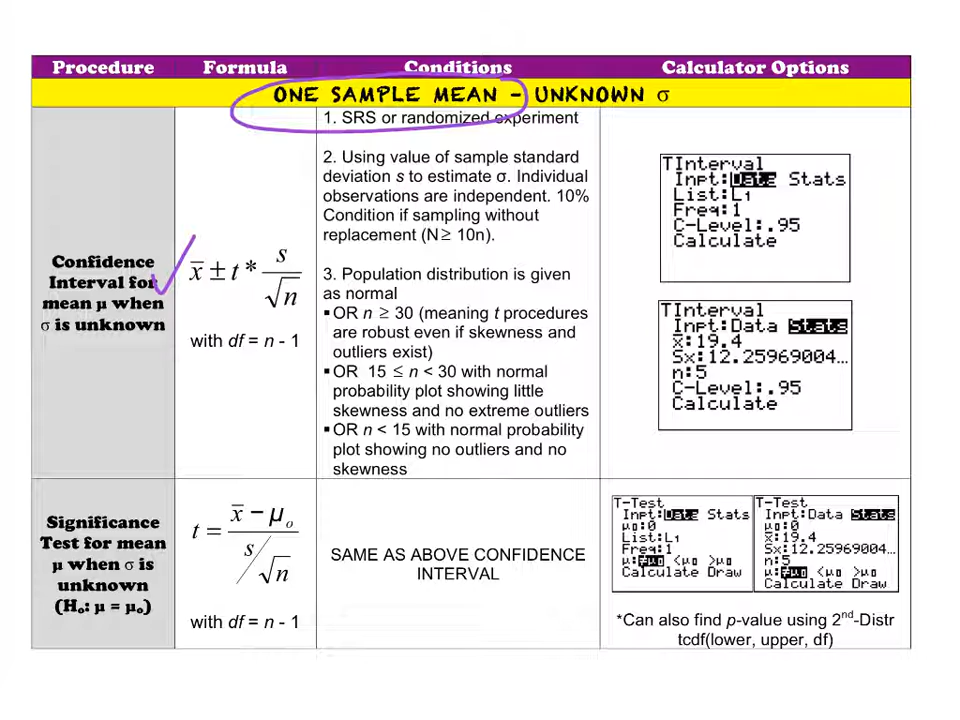 Procedure
Formula
Conditions
Calculator Options
ONE SAMPLE MEAN – UNKNOWN σ
Confidence
Interval for
mean μ when
σ is unknown
x̄ ± t* s/√n
with df = n - 1
1. SRS or randomized experiment
2. Using value of sample standard
deviation s to estimate σ. Individual
observations are independent. 10%
Condition if sampling without
replacement (N≥ 10n).
3. Population distribution is given
as normal
▪ OR n ≥ 30 (meaning t procedures
are robust even if skewness and
outliers exist)
▪ OR 15 ≤ n < 30 with normal
probability plot showing little
skewness and no extreme outliers
▪ OR n < 15 with normal probability
plot showing no outliers and no
skewness
TInterval
Inpt:Data Stats
List:L₁
Freq:1
C-Level:.95
Calculate
TInterval
Inpt:Data Stats
x̄:19.4
Sx:12.25969004…
n:5
C-Level:.95
Calculate
Significance
Test for mean
μ when σ is
unknown
(Hₒ: μ = μₒ)
t = (x̄ − μₒ)/(s/√n)
with df = n - 1
SAME AS ABOVE CONFIDENCE
INTERVAL
T-Test
Inpt:Data Stats
μ₀:0
List:L₁
Freq:1
μ:≠μ₀ <μ₀ >μ₀
Calculate Draw
T-Test
Inpt:Data Stats
μ₀:0
x̄:19.4
Sx:12.25969004…
n:5
μ:≠μ₀ <μ₀ >μ₀
Calculate Draw
*Can also find p-value using 2nd-Distr
tcdf(lower, upper, df)